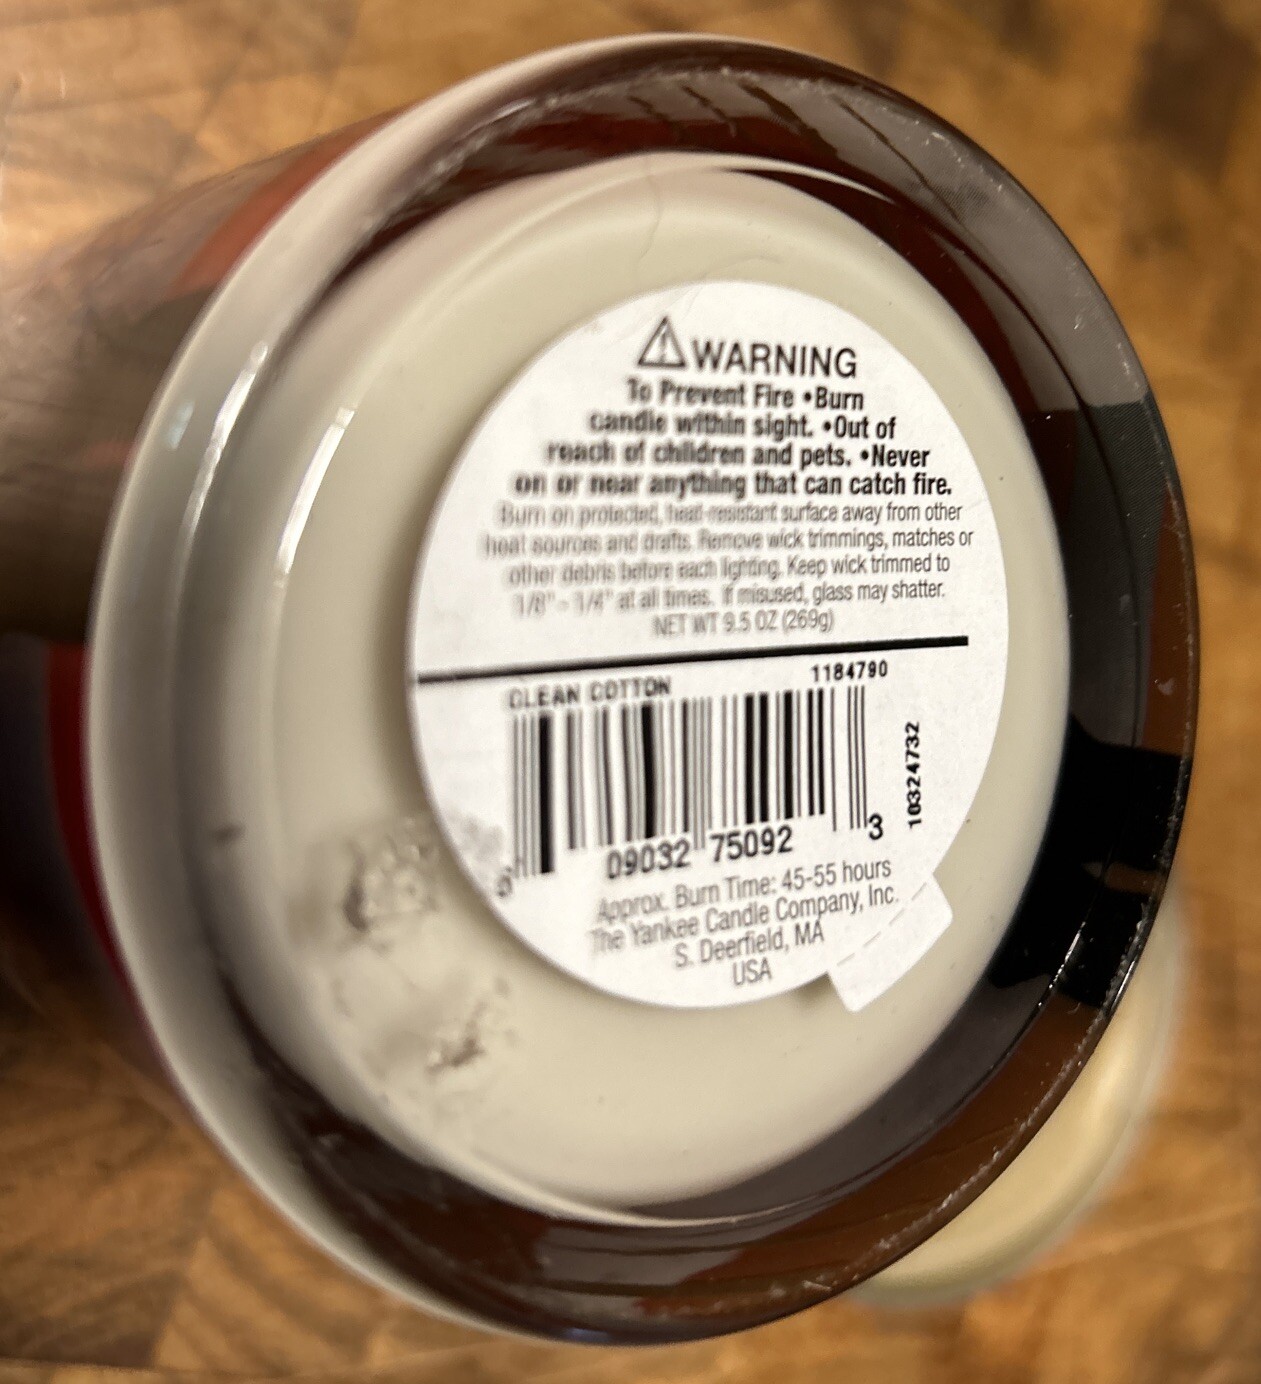 WARNING
To Prevent Fire •Burn
candle within sight. •Out of
reach of children and pets. •Never
on or near anything that can catch fire.
Burn on protected, heat-resistant surface away from other
heat sources and drafts. Remove wick trimmings, matches or
other debris before each lighting. Keep wick trimmed to
1/8" - 1/4" at all times. If misused, glass may shatter.
NET WT 9.5 OZ (269g)
CLEAN COTTON 1184790
09032 75092 3
10324732
Approx. Burn Time: 45-55 hours
The Yankee Candle Company, Inc.
S. Deerfield, MA
USA